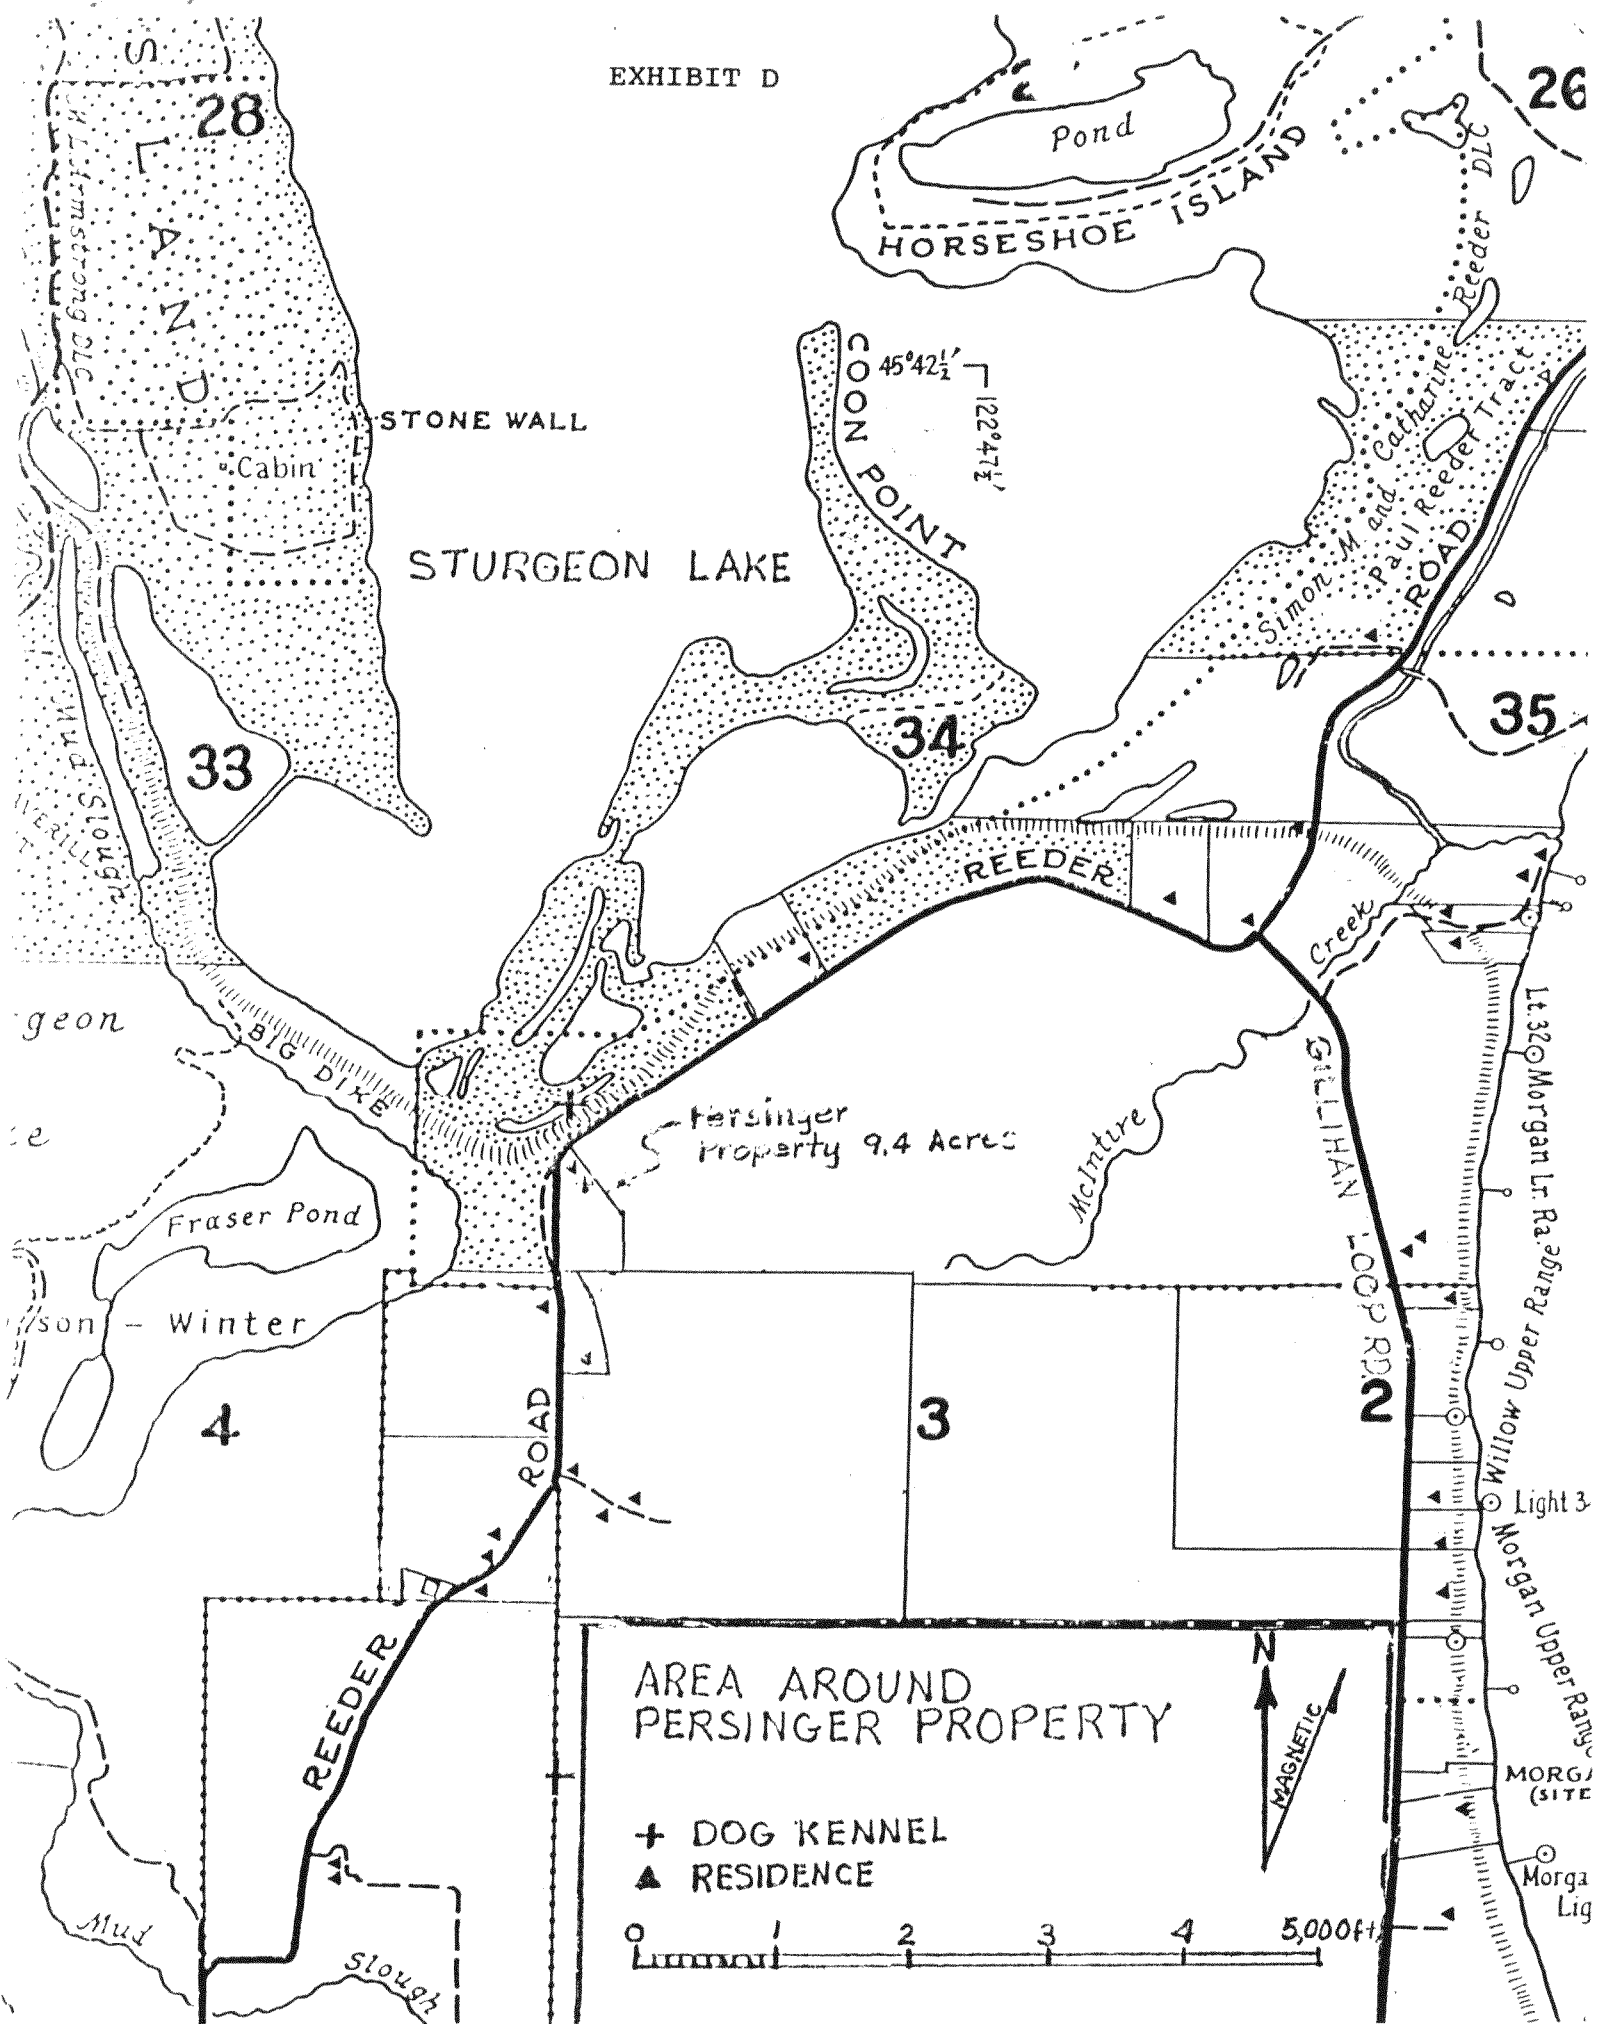 EXHIBIT D
S L A N D
28
26
Pond
HORSESHOE ISLAND
Reeder DLC
Armstrong DLC
COON POINT
45°42½'
122°47½'
STONE WALL
Cabin
STURGEON LAKE
Simon M and Catharine
Paul Reeder Tract
ROAD
33
34
35
Mud Slough
REEDER
Creek
geon
BIG DIKE
Persinger
Property 9.4 Acres
McIntire
GILLIHAN LOOP RD.
Lt. 32
Morgan Lr. Ra.
Fraser Pond
son - Winter
Willow Upper Range
4
3
2
ROAD
Light 3
Morgan Upper Rang
REEDER
AREA AROUND
PERSINGER PROPERTY
N
MAGNETIC
MORGA
(SITE
+ DOG KENNEL
▲ RESIDENCE
Morga
Lig
0 1 2 3 4 5,000ft.
Mud
Slough